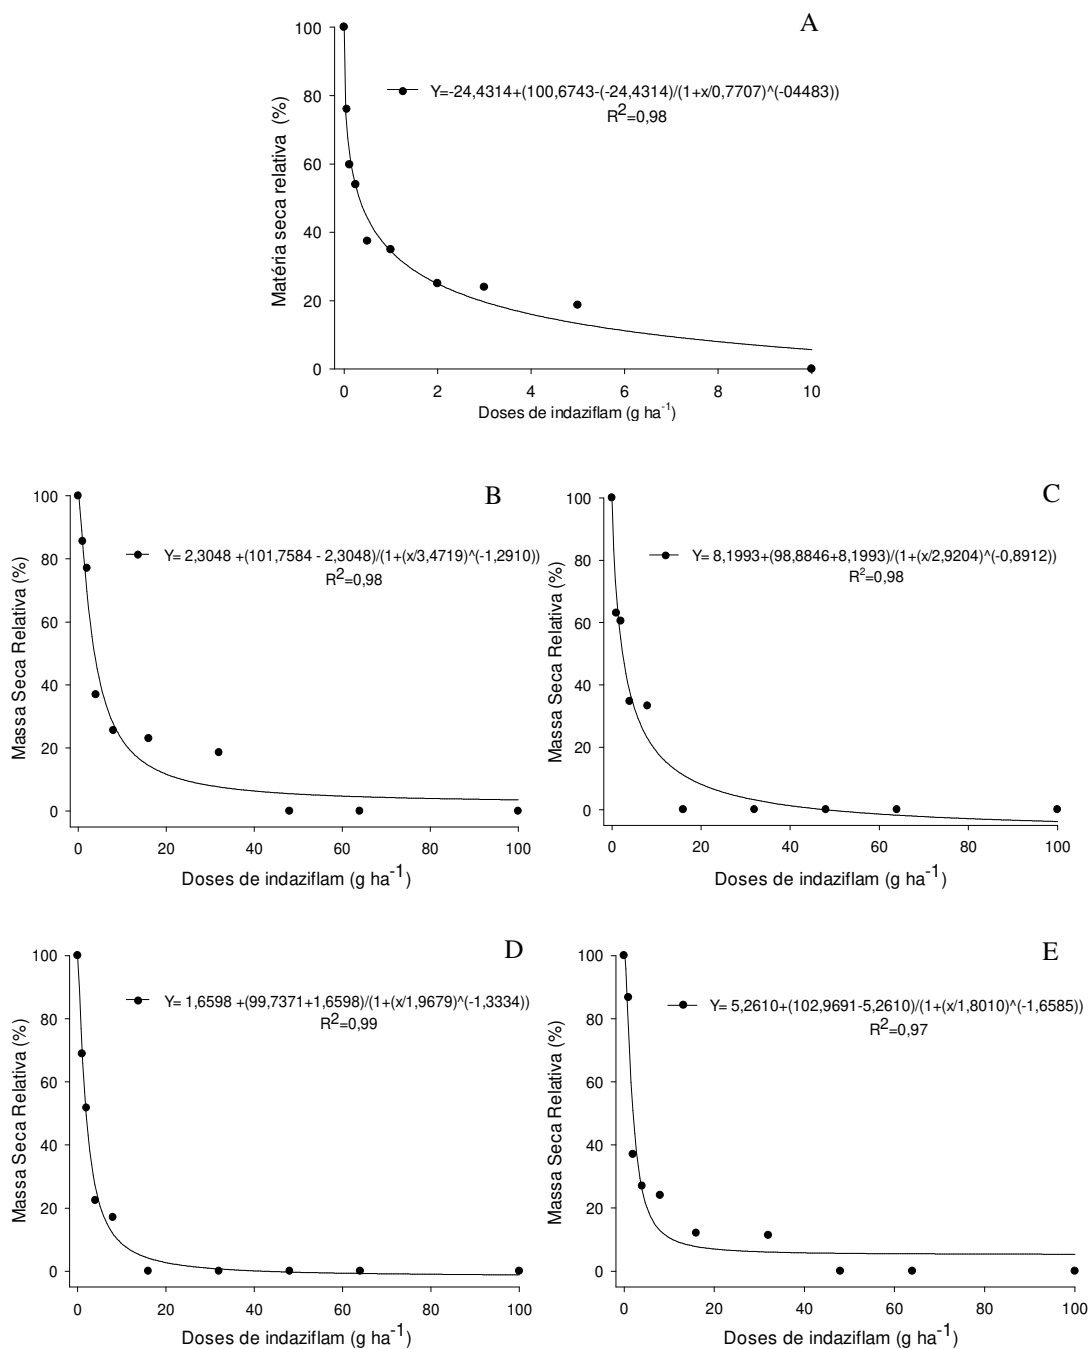 A
100
80
60
40
20
0
Matéria seca relativa (%)
Y=-24,4314+(100,6743-(-24,4314)/(1+x/0,7707)^(-04483))
R2=0,98
0 2 4 6 8 10
Doses de indaziflam (g ha-1)
B
100
80
60
40
20
0
Massa Seca Relativa (%)
Y= 2,3048 +(101,7584 - 2,3048)/(1+(x/3,4719)^(-1,2910))
R2=0,98
0 20 40 60 80 100
Doses de indaziflam (g ha-1)
C
100
80
60
40
20
0
Massa Seca Relativa (%)
Y= 8,1993+(98,8846+8,1993)/(1+(x/2,9204)^(-0,8912))
R2=0,98
0 20 40 60 80 100
Doses de indaziflam (g ha-1)
D
100
80
60
40
20
0
Massa Seca Relativa (%)
Y= 1,6598 +(99,7371+1,6598)/(1+(x/1,9679)^(-1,3334))
R2=0,99
0 20 40 60 80 100
Doses de indaziflam (g ha-1)
E
100
80
60
40
20
0
Massa Seca Relativa (%)
Y= 5,2610+(102,9691-5,2610)/(1+(x/1,8010)^(-1,6585))
R2=0,97
0 20 40 60 80 100
Doses de indaziflam (g ha-1)